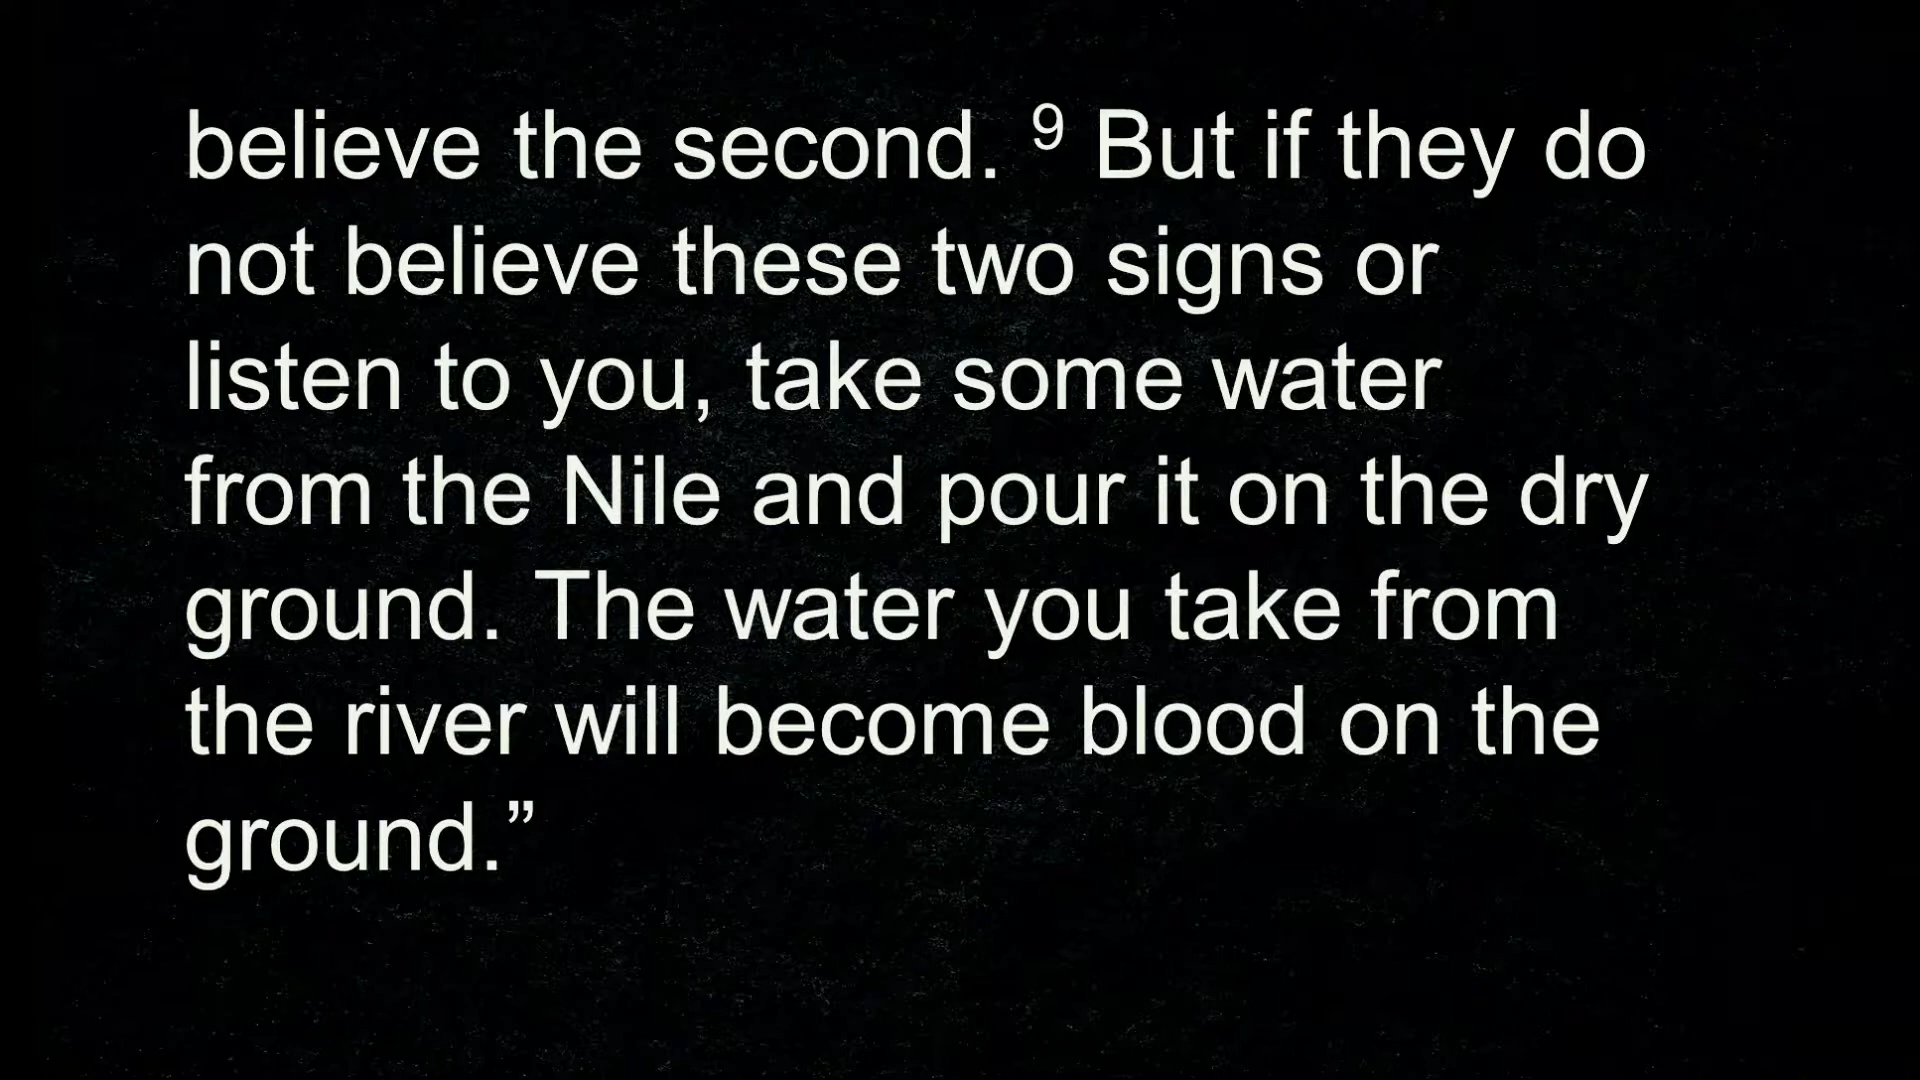 believe the second. ⁹ But if they do
not believe these two signs or
listen to you, take some water
from the Nile and pour it on the dry
ground. The water you take from
the river will become blood on the
ground.”